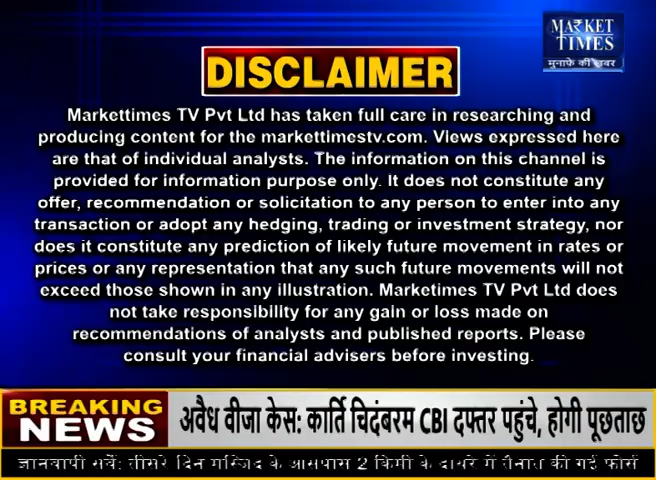 MARKET
TIMES
मुनाफे की खबर
DISCLAIMER
Markettimes TV Pvt Ltd has taken full care in researching and
producing content for the markettimestv.com. Views expressed here
are that of individual analysts. The information on this channel is
provided for information purpose only. It does not constitute any
offer, recommendation or solicitation to any person to enter into any
transaction or adopt any hedging, trading or investment strategy, nor
does it constitute any prediction of likely future movement in rates or
prices or any representation that any such future movements will not
exceed those shown in any illustration. Marketimes TV Pvt Ltd does
not take responsibility for any gain or loss made on
recommendations of analysts and published reports. Please
consult your financial advisers before investing.
BREAKING
NEWS
अवैध वीजा केस: कार्ति चिदंबरम CBI दफ्तर पहुंचे, होगी पूछताछ
ज्ञानवापी सर्वे: तीसरे दिन मस्जिद के आसपास 2 किमी के दायरे में तैनात की गई फोर्स